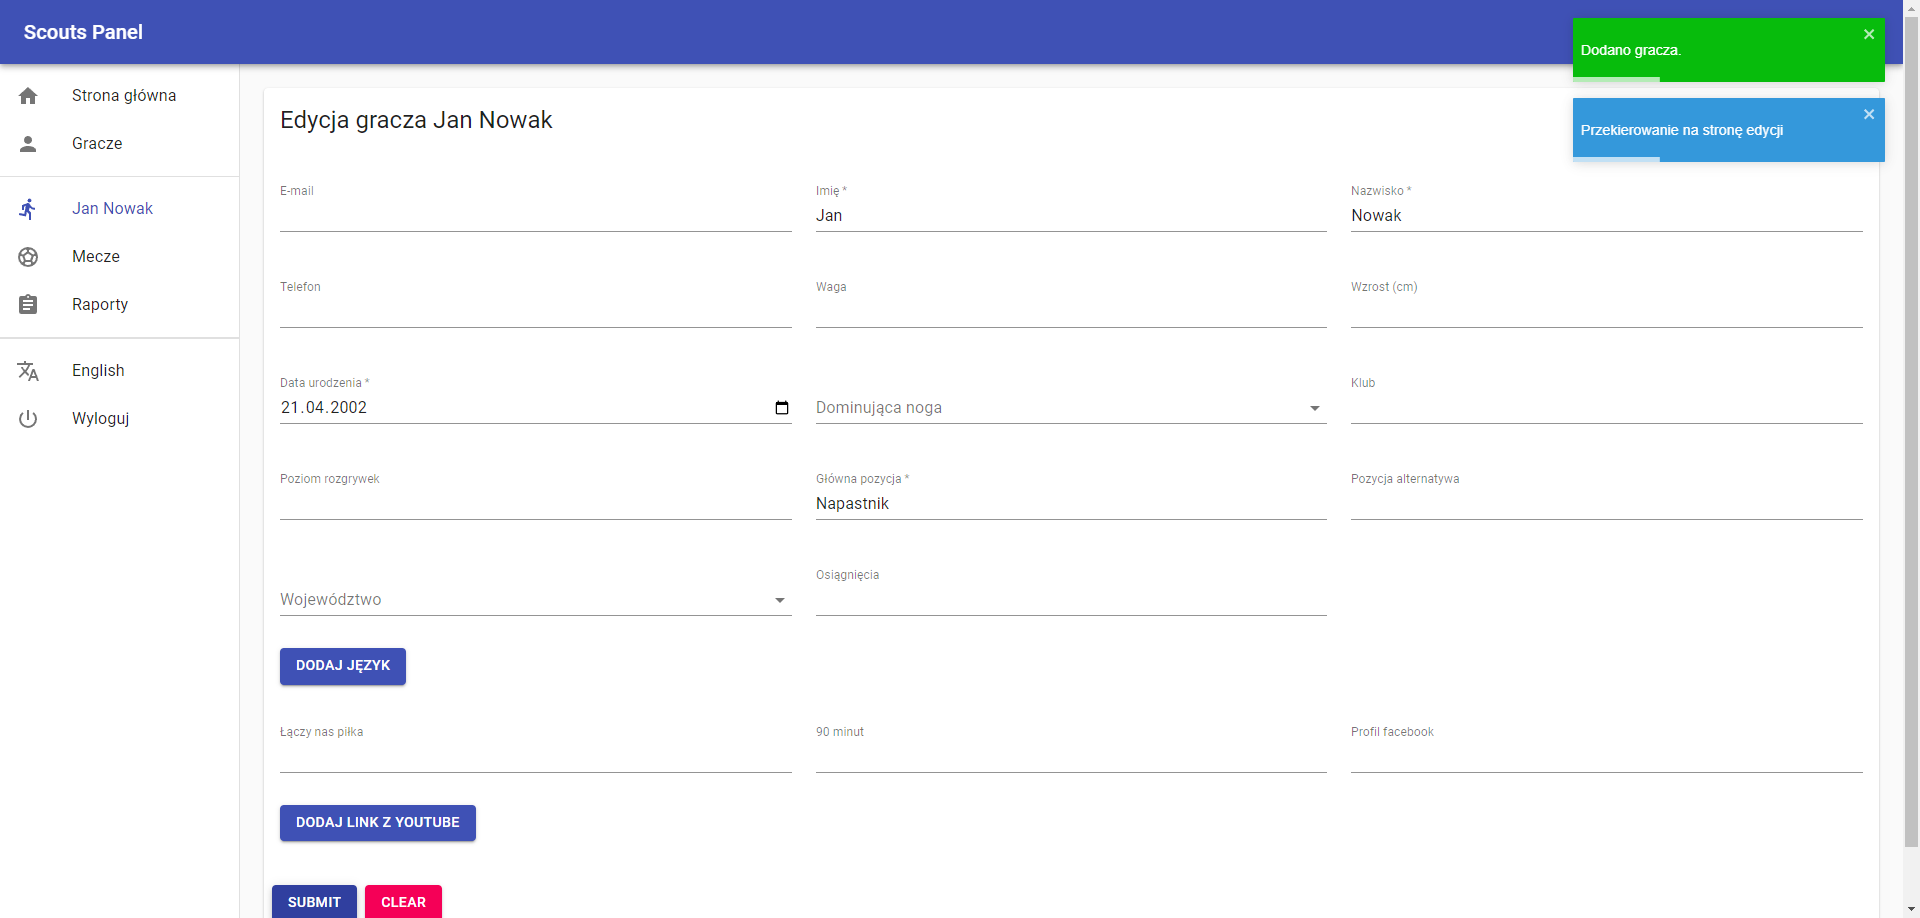 Scouts Panel
Dodano gracza.
Przekierowanie na stronę edycji
Strona główna
Gracze
Jan Nowak
Mecze
Raporty
English
Wyloguj
Edycja gracza Jan Nowak
E-mail
Imię *
Jan
Nazwisko *
Nowak
Telefon
Waga
Wzrost (cm)
Data urodzenia *
21.04.2002
Dominująca noga
Klub
Poziom rozgrywek
Główna pozycja *
Napastnik
Pozycja alternatywa
Województwo
Osiągnięcia
DODAJ JĘZYK
Łączy nas piłka
90 minut
Profil facebook
DODAJ LINK Z YOUTUBE
SUBMIT
CLEAR